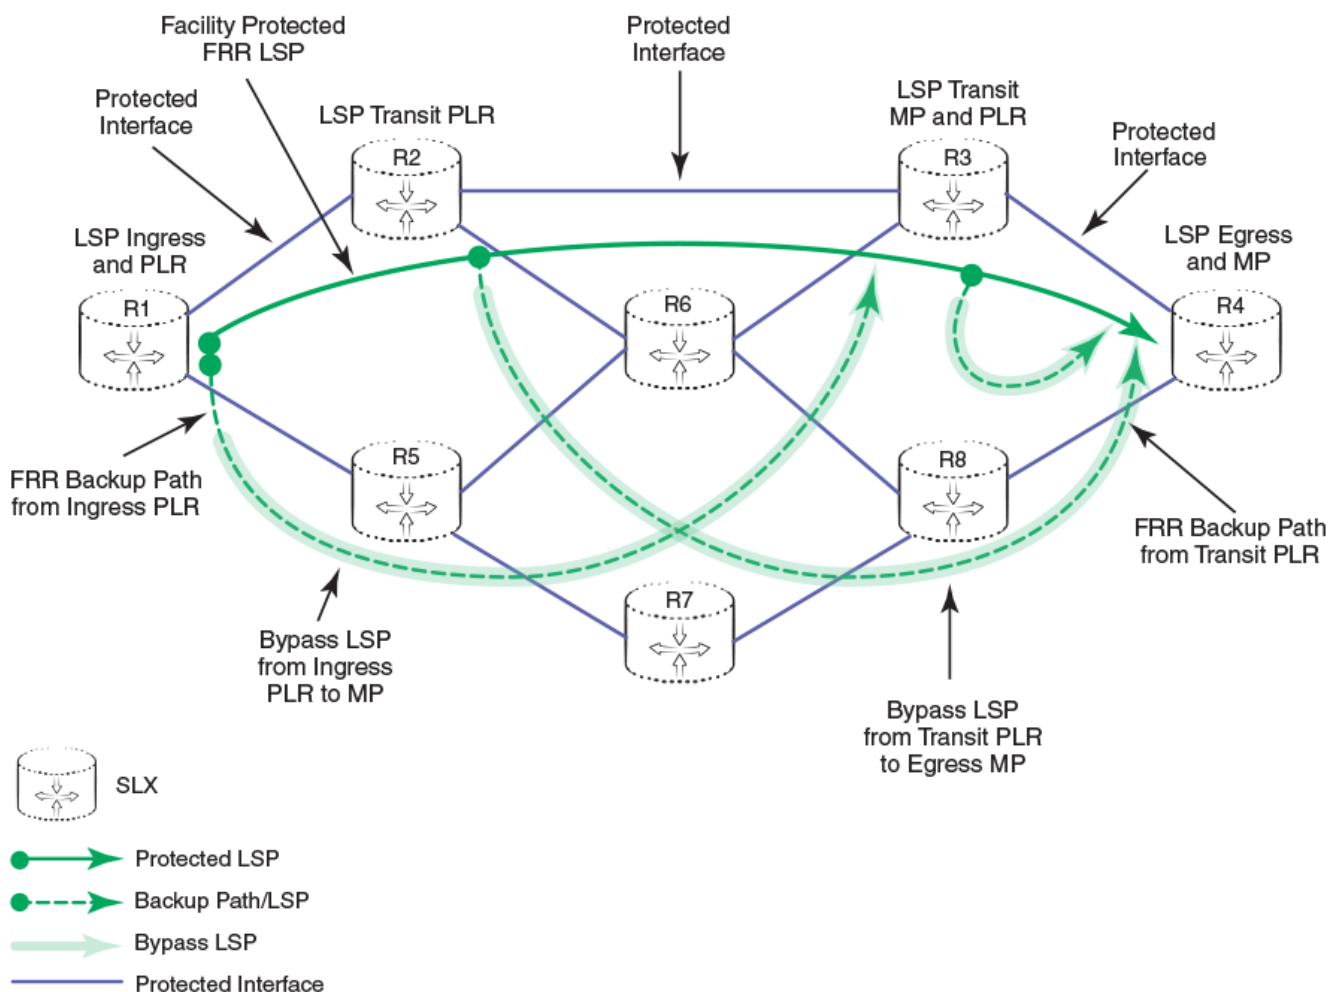 Facility Protected
FRR LSP
Protected
Interface
Protected
Interface
LSP Transit PLR
LSP Transit
MP and PLR
Protected
Interface
R2
R3
LSP Ingress
and PLR
LSP Egress
and MP
R1
R6
R4
R5
R8
FRR Backup Path
from Ingress PLR
FRR Backup Path
from Transit PLR
R7
Bypass LSP
from Ingress
PLR to MP
Bypass LSP
from Transit PLR
to Egress MP
SLX
Protected LSP
Backup Path/LSP
Bypass LSP
Protected Interface